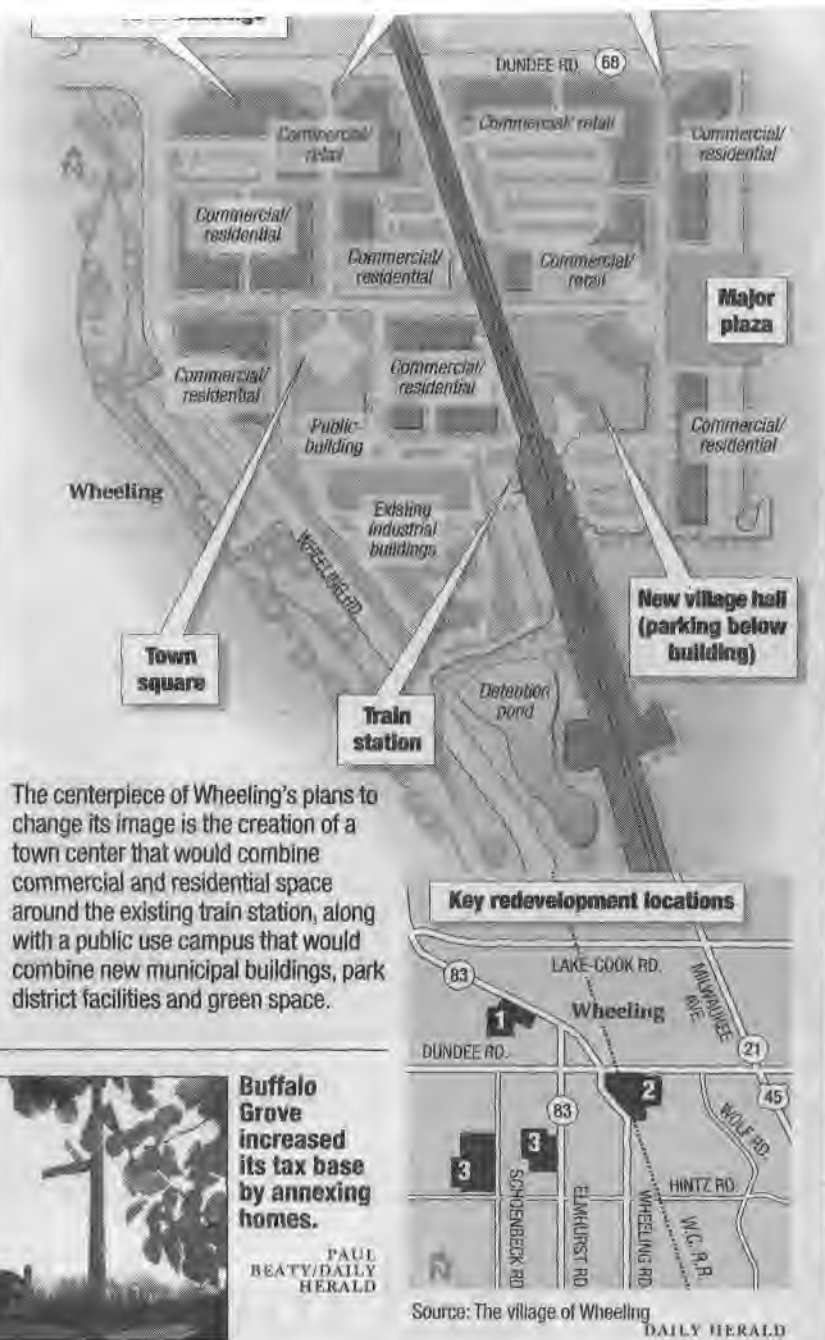 DUNDEE RD. 68
Commercial/
retail
Commercial/ retail
Commercial/
residential
Commercial/
residential
Commercial/
residential
Commercial/
retail
Major
plaza
Commercial/
residential
Commercial/
residential
Commercial/
residential
Public
building
Wheeling
Existing
industrial
buildings
WHEELING RD.
New village hall
(parking below
building)
Town
square
Train
station
Detention
pond
The centerpiece of Wheeling's plans to
change its image is the creation of a
town center that would combine
commercial and residential space
around the existing train station, along
with a public use campus that would
combine new municipal buildings, park
district facilities and green space.
Key redevelopment locations
83
LAKE-COOK RD.
MILWAUKEE
AVE.
1
Wheeling
DUNDEE RD.
21
2
45
83
WOLF RD.
3
3
HINTZ RD.
SCHOENBECK RD
ELMHURST RD.
WHEELING RD.
W.C.R.R.
N
Source: The village of Wheeling
DAILY HERALD
Buffalo
Grove
increased
its tax base
by annexing
homes.
PAUL
BEATY/DAILY
HERALD